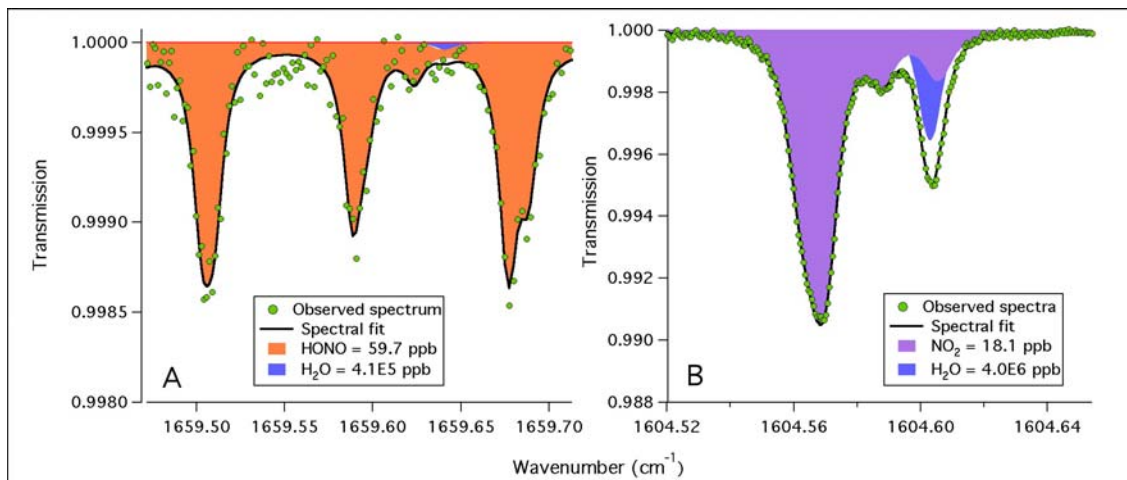 1.0000
0.9995
0.9990
0.9985
0.9980
Transmission
Observed spectrum
Spectral fit
HONO = 59.7 ppb
H₂O = 4.1E5 ppb
A
1659.50
1659.55
1659.60
1659.65
1659.70
1.000
0.998
0.996
0.994
0.992
0.990
0.988
Transmission
Observed spectra
Spectral fit
NO₂ = 18.1 ppb
H₂O = 4.0E6 ppb
B
1604.52
1604.56
1604.60
1604.64
Wavenumber (cm⁻¹)